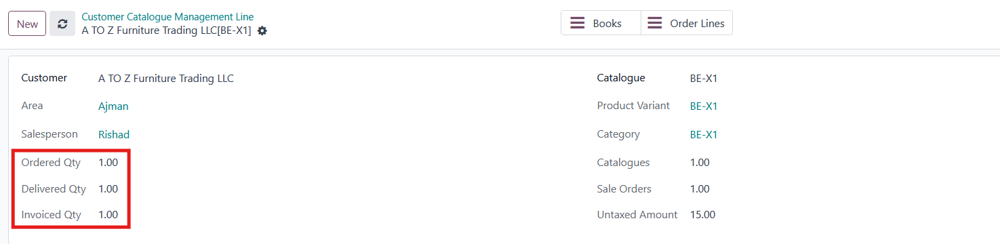 New
Customer Catalogue Management Line
A TO Z Furniture Trading LLC[BE-X1]
Books
Order Lines
Customer A TO Z Furniture Trading LLC
Catalogue BE-X1
Area Ajman
Product Variant BE-X1
Salesperson Rishad
Category BE-X1
Ordered Qty 1.00
Catalogues 1.00
Delivered Qty 1.00
Sale Orders 1.00
Invoiced Qty 1.00
Untaxed Amount 15.00